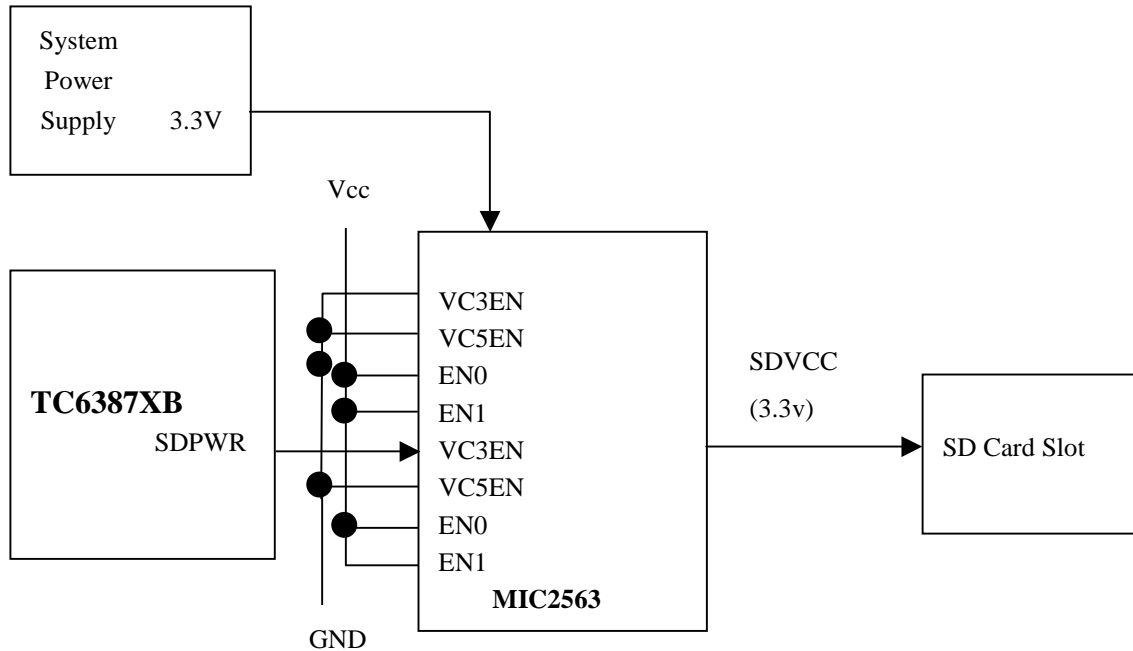 System
Power
Supply 3.3V
Vcc
TC6387XB
SDPWR
VC3EN
VC5EN
EN0
EN1
VC3EN
VC5EN
EN0
EN1
MIC2563
GND
SDVCC
(3.3v)
SD Card Slot